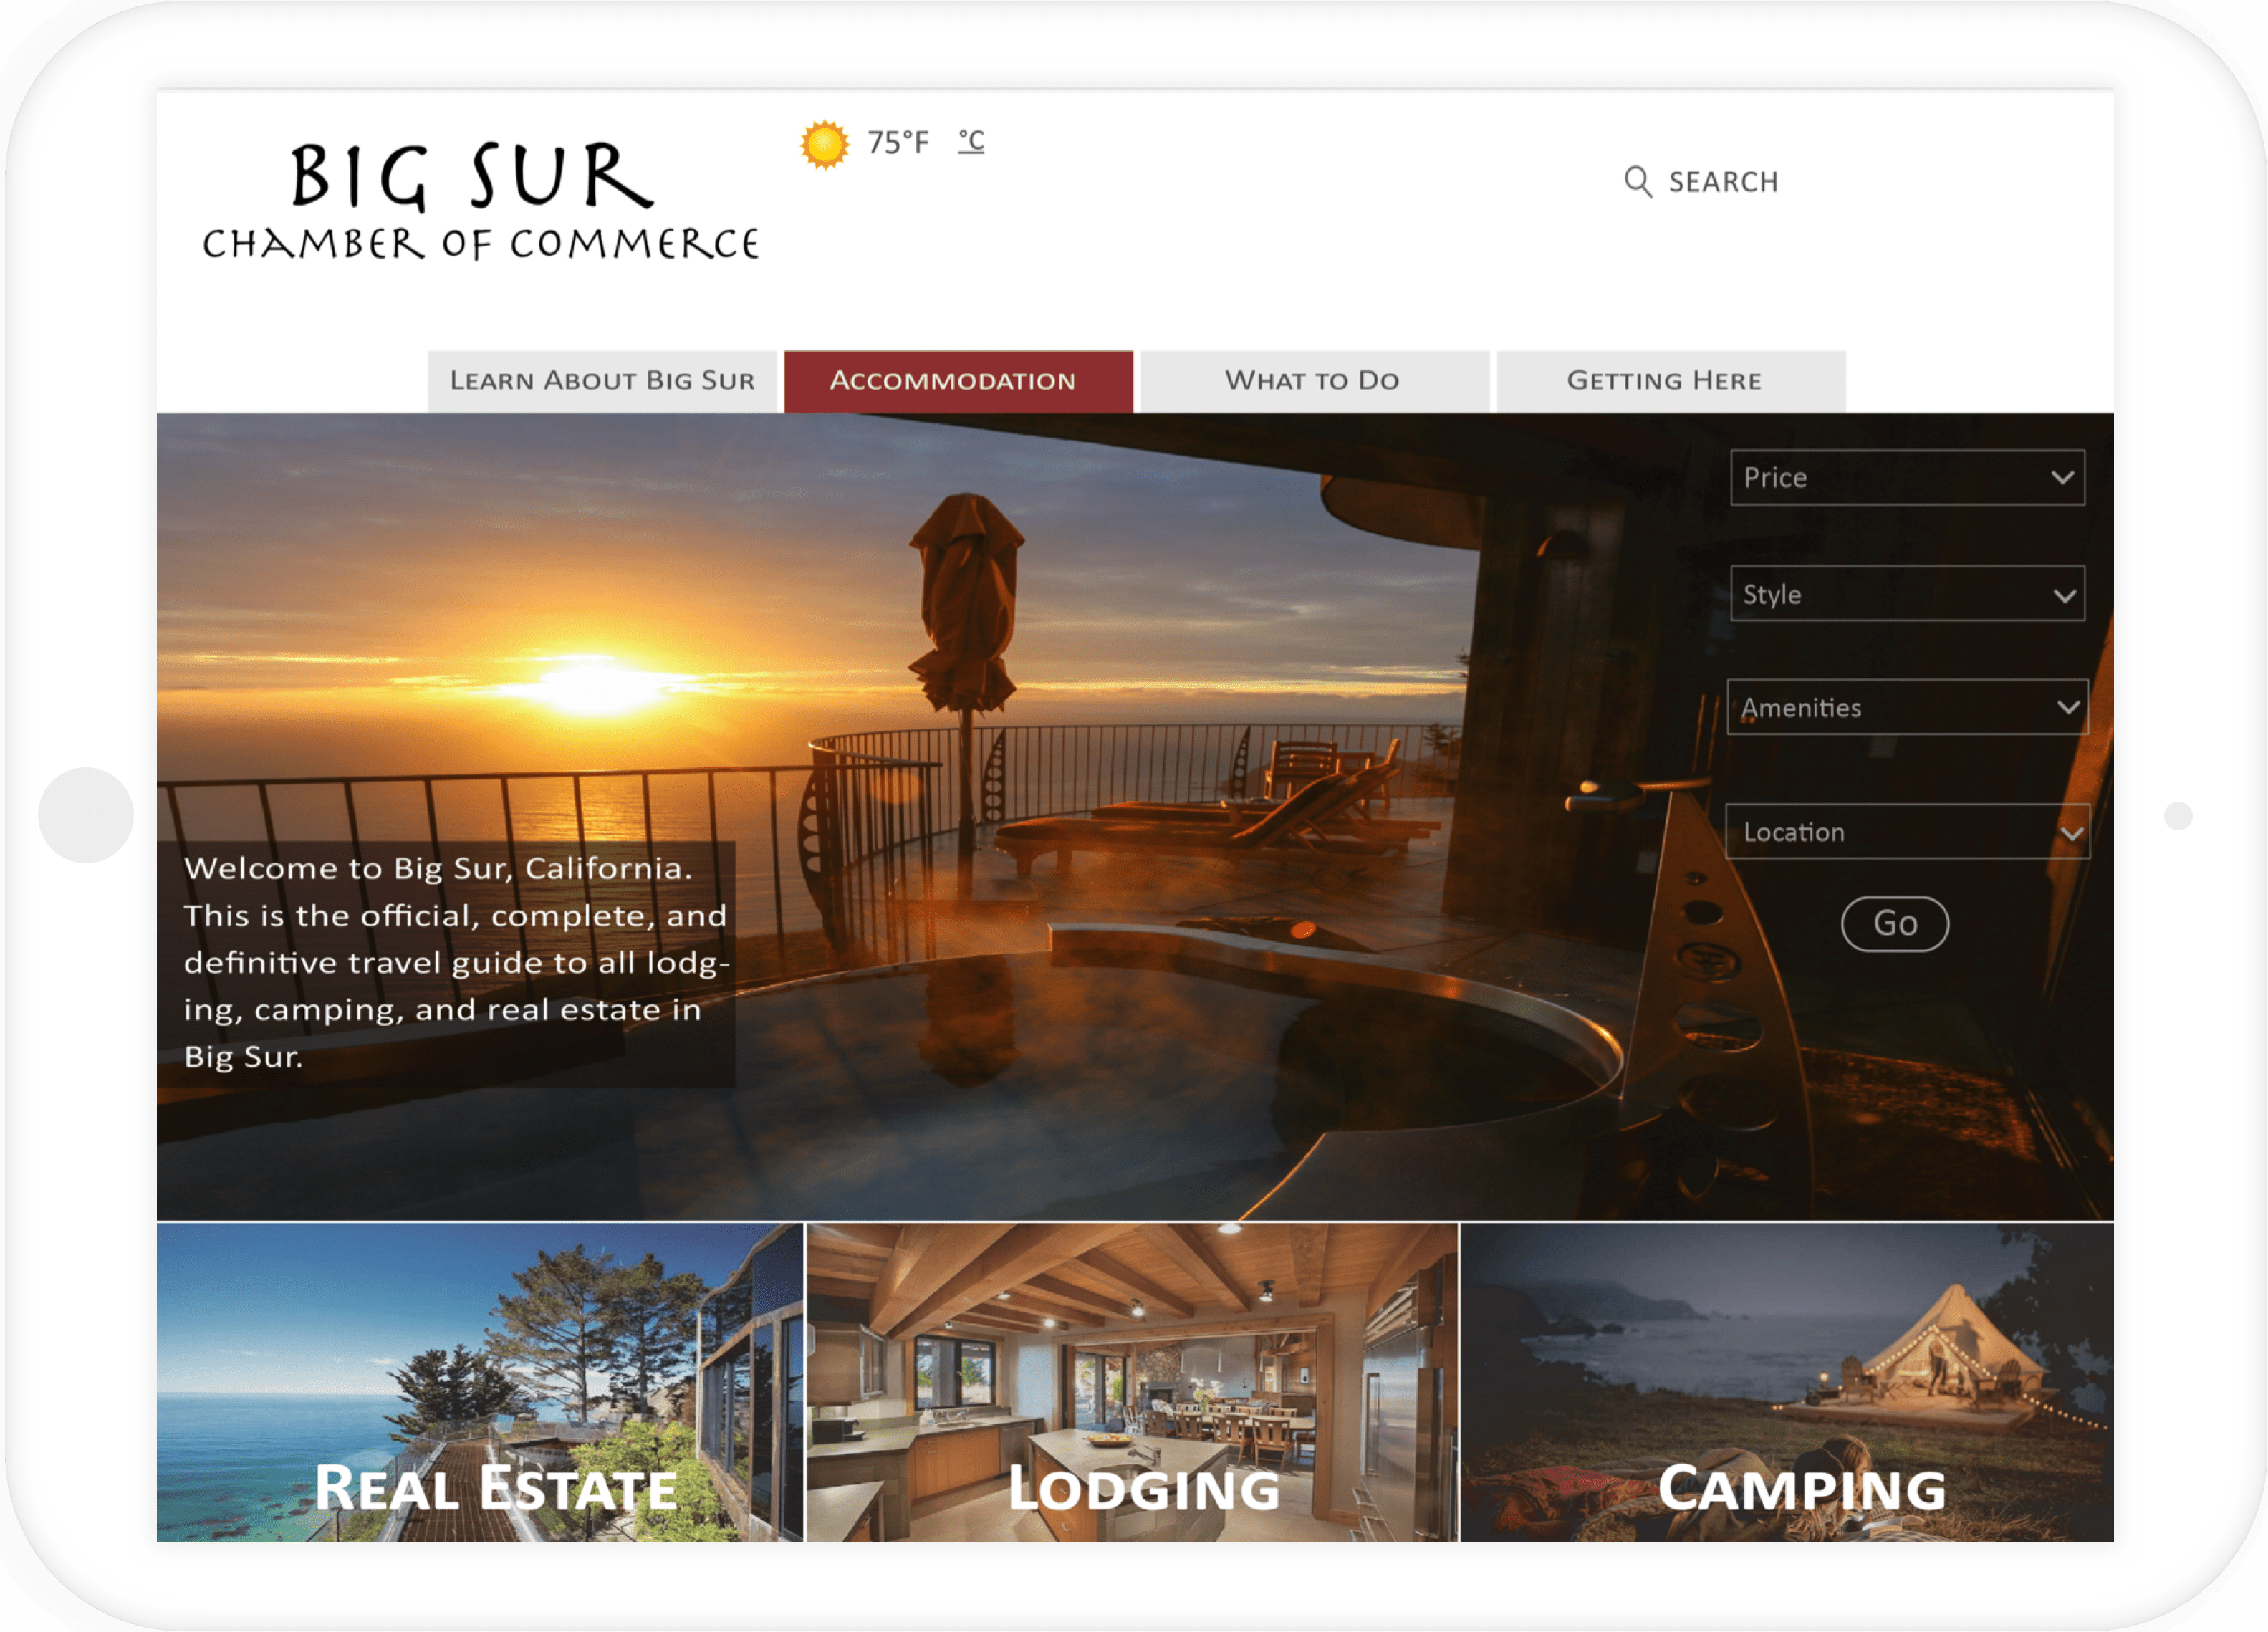 BIG SUR
CHAMBER OF COMMERCE
75°F °C
SEARCH
LEARN ABOUT BIG SUR
ACCOMMODATION
WHAT TO DO
GETTING HERE
Price
Style
Amenities
Location
Go
Welcome to Big Sur, California.
This is the official, complete, and
definitive travel guide to all lodg-
ing, camping, and real estate in
Big Sur.
REAL ESTATE
LODGING
CAMPING